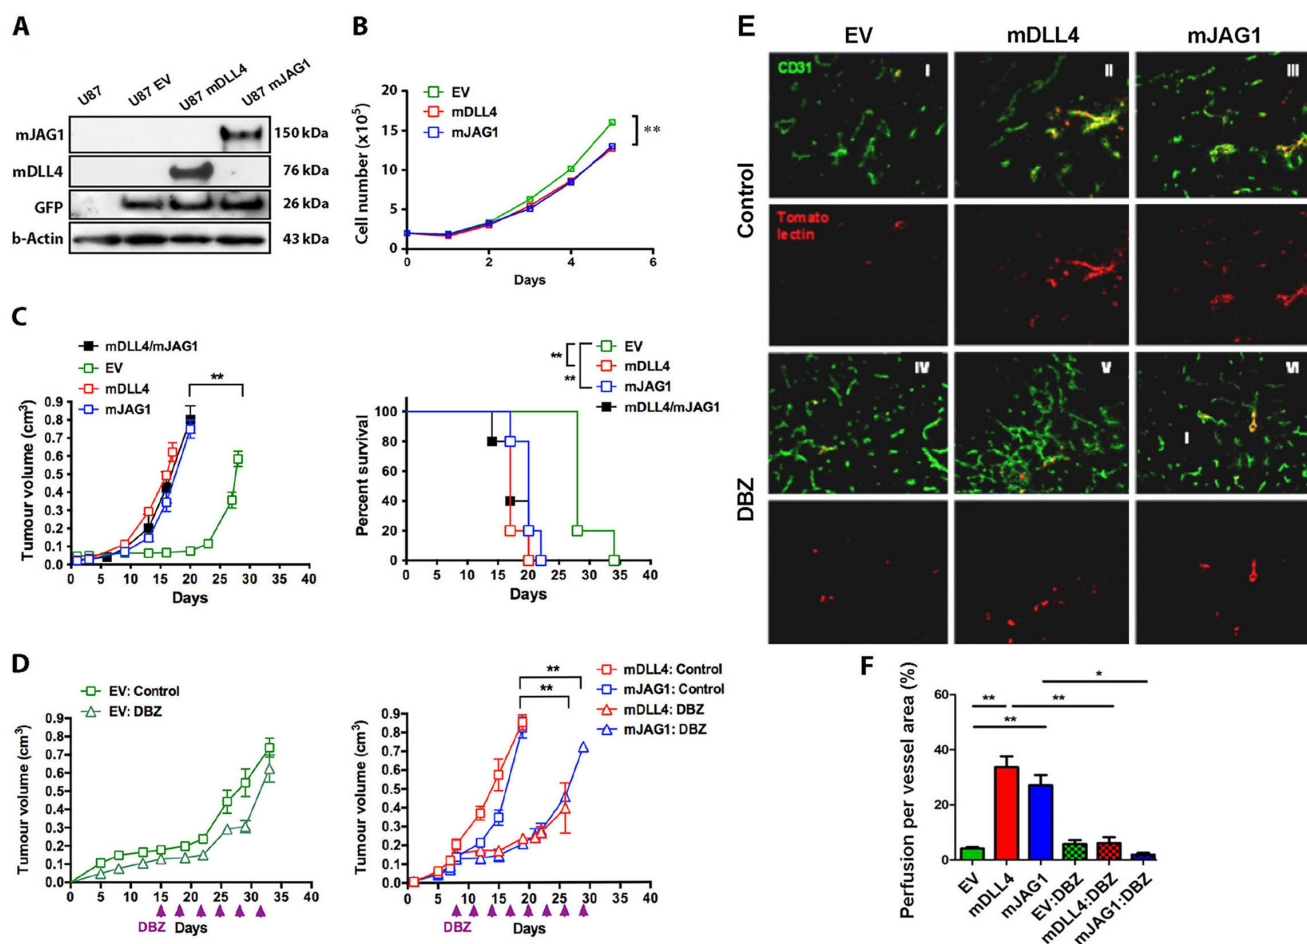 A
U87
U87 EV
U87 mDLL4
U87 mJAG1
mJAG1
150 kDa
mDLL4
76 kDa
GFP
26 kDa
b-Actin
43 kDa
B
EV
mDLL4
mJAG1
**
Cell number (x10⁵)
20
15
10
5
0
0 2 4 6
Days
C
mDLL4/mJAG1
EV
mDLL4
mJAG1
**
Tumour volume (cm³)
0.9
0.8
0.7
0.6
0.5
0.4
0.3
0.2
0.1
0.0
0 5 10 15 20 25 30 35 40
Days
**
**
EV
mDLL4
mJAG1
mDLL4/mJAG1
Percent survival
100
80
60
40
20
0
0 5 10 15 20 25 30 35 40
Days
D
EV: Control
EV: DBZ
Tumour volume (cm³)
0.9
0.8
0.7
0.6
0.5
0.4
0.3
0.2
0.1
0.0
0 5 10 15 20 25 30 35 40
DBZ Days
**
**
mDLL4: Control
mJAG1: Control
mDLL4: DBZ
mJAG1: DBZ
Tumour volume (cm³)
0.9
0.8
0.7
0.6
0.5
0.4
0.3
0.2
0.1
0.0
0 5 10 15 20 25 30 35 40
DBZ Days
E
EV
mDLL4
mJAG1
Control
CD31
I
II
III
Tomato
lectin
DBZ
IV
V
VI
I
F
Perfusion per vessel area (%)
60
40
20
0
**
**
**
*
EV
mDLL4
mJAG1
EV:DBZ
mDLL4:DBZ
mJAG1:DBZ